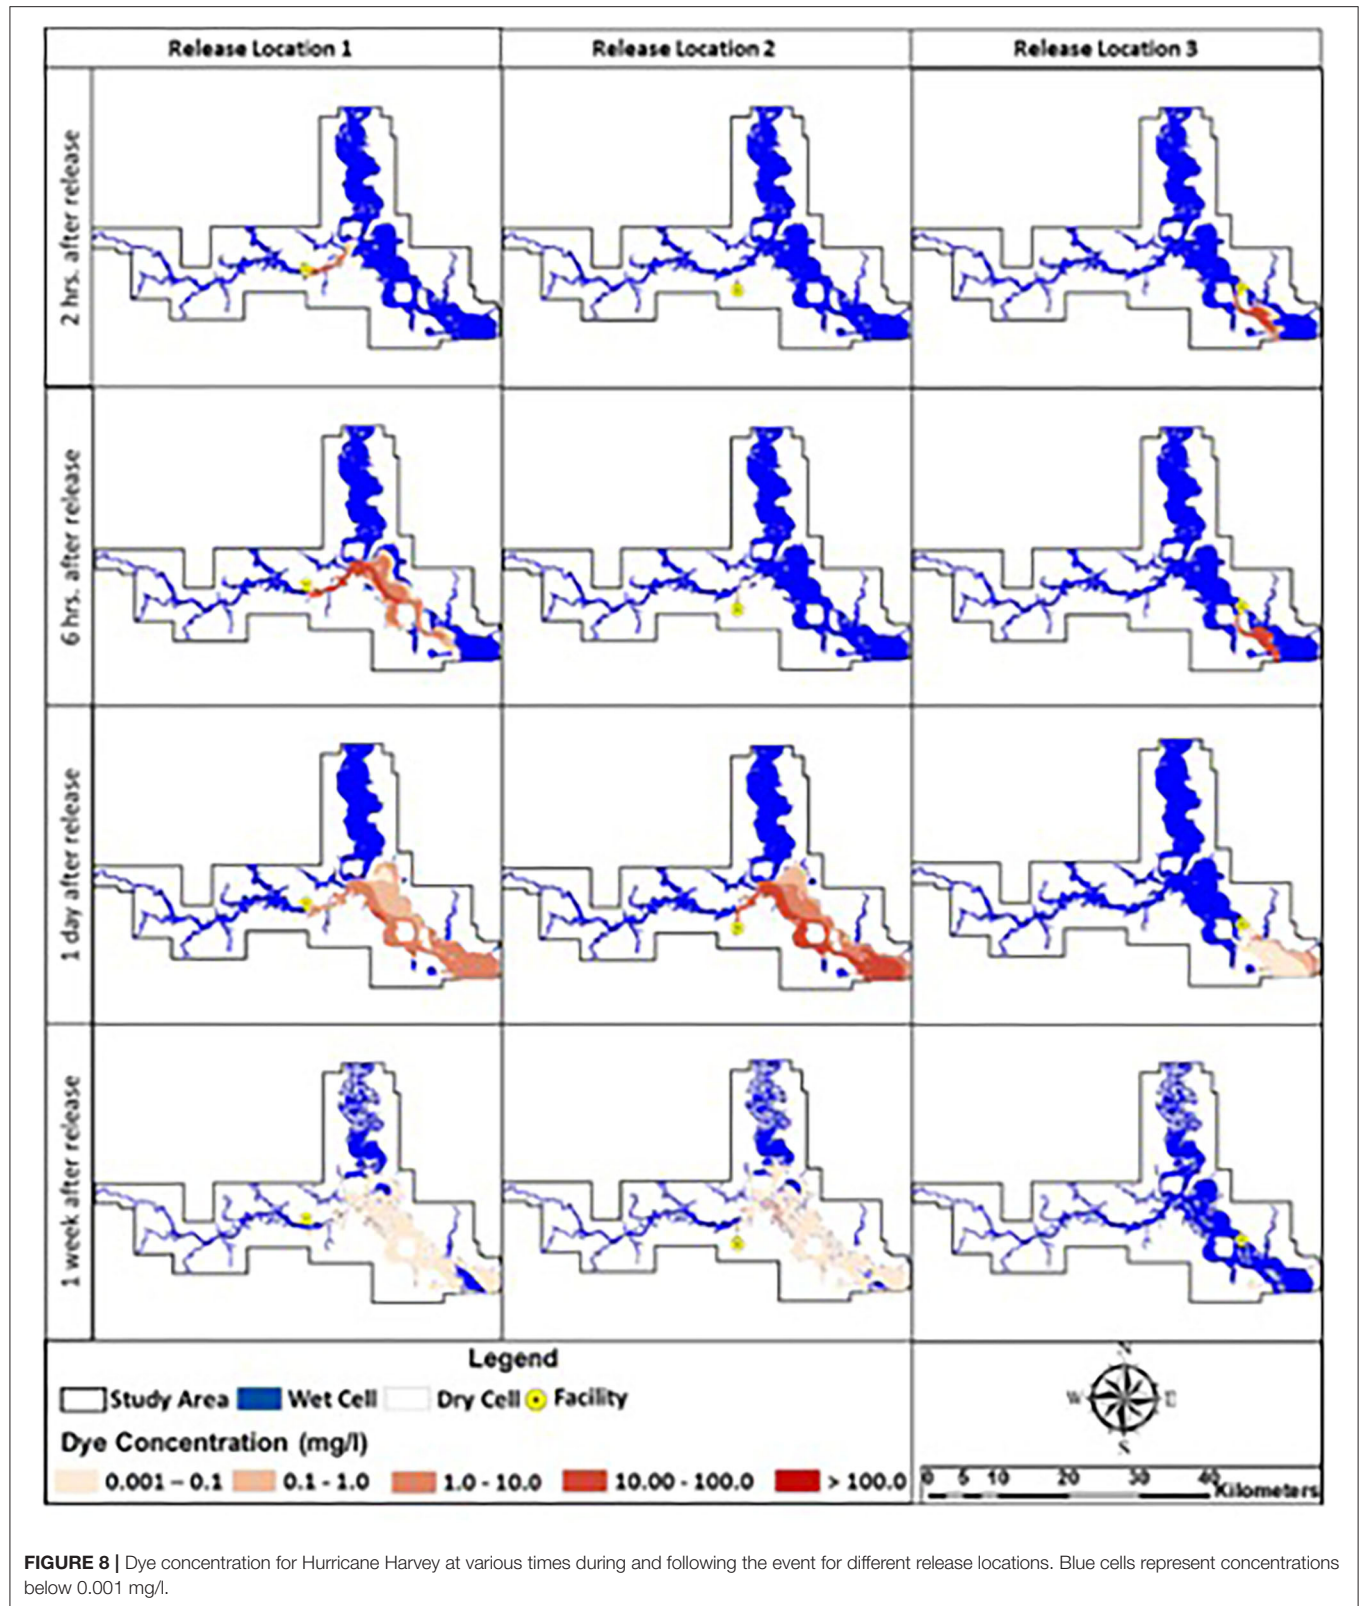 Release Location 1
Release Location 2
Release Location 3
2 hrs. after release
6 hrs. after release
1 day after release
1 week after release
Legend
Study Area
Wet Cell
Dry Cell
Facility
Dye Concentration (mg/l)
0.001 – 0.1
0.1 - 1.0
1.0 - 10.0
10.00 - 100.0
> 100.0
N
W
E
S
0 5 10 20 30 40
Kilometers
FIGURE 8 | Dye concentration for Hurricane Harvey at various times during and following the event for different release locations. Blue cells represent concentrations
below 0.001 mg/l.